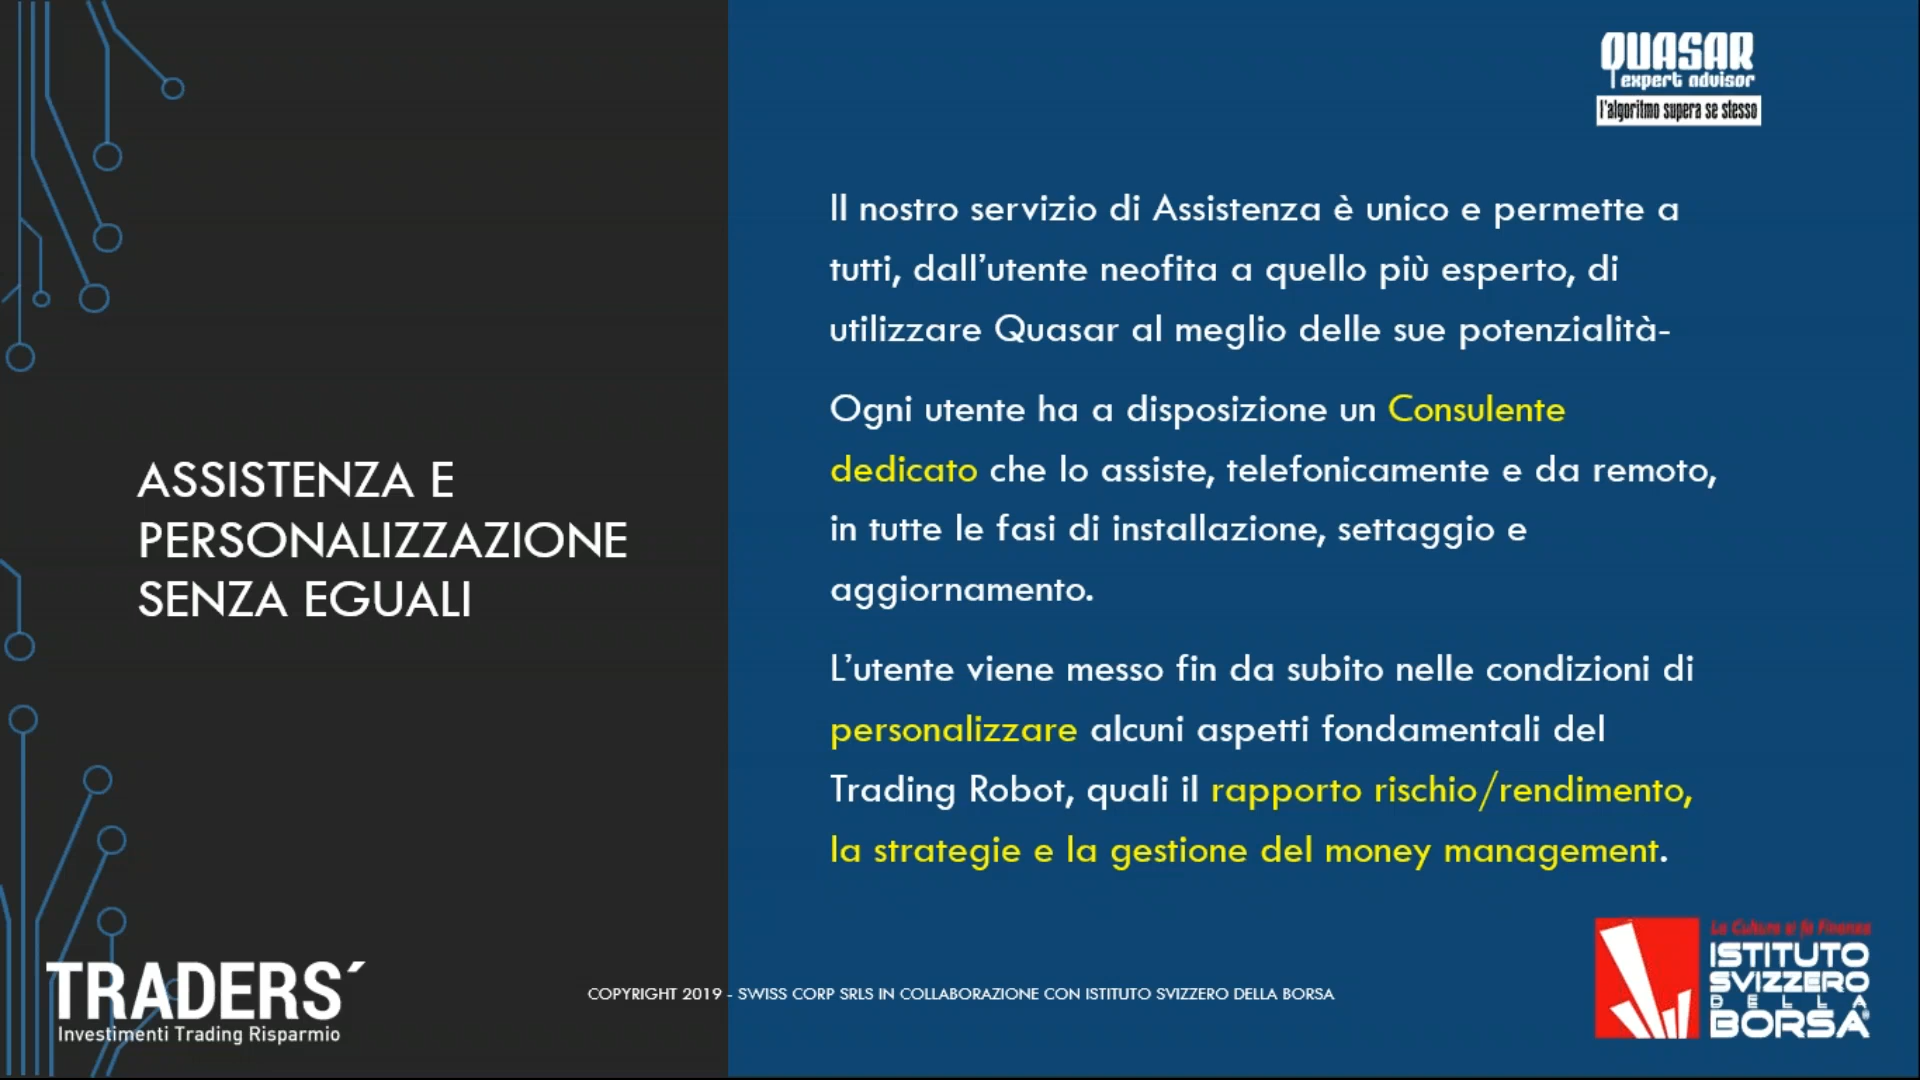 QUASAR
expert advisor
l'algoritmo supera se stesso
ASSISTENZA E
PERSONALIZZAZIONE
SENZA EGUALI
Il nostro servizio di Assistenza è unico e permette a
tutti, dall’utente neofita a quello più esperto, di
utilizzare Quasar al meglio delle sue potenzialità-
Ogni utente ha a disposizione un Consulente
dedicato che lo assiste, telefonicamente e da remoto,
in tutte le fasi di installazione, settaggio e
aggiornamento.
L’utente viene messo fin da subito nelle condizioni di
personalizzare alcuni aspetti fondamentali del
Trading Robot, quali il rapporto rischio/rendimento,
la strategie e la gestione del money management.
TRADERS´
Investimenti Trading Risparmio
COPYRIGHT 2019 - SWISS CORP SRLS IN COLLABORAZIONE CON ISTITUTO SVIZZERO DELLA BORSA
La Cultura si fa Finanza
ISTITUTO
SVIZZERO
DELLA
BORSA®